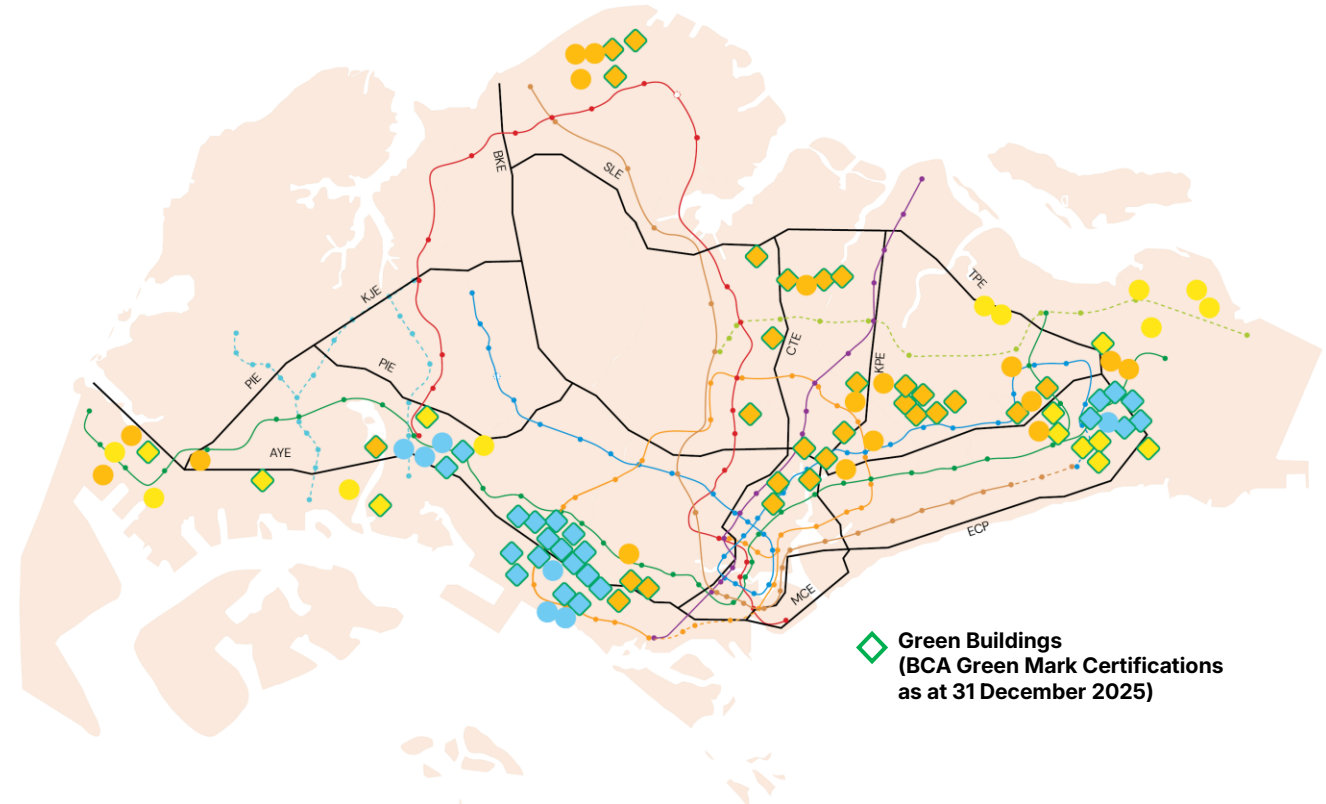 BKE
SLE
TPE
KJE
CTE
KPE
PIE
PIE
AYE
ECP
MCE
Green Buildings
(BCA Green Mark Certifications
as at 31 December 2025)